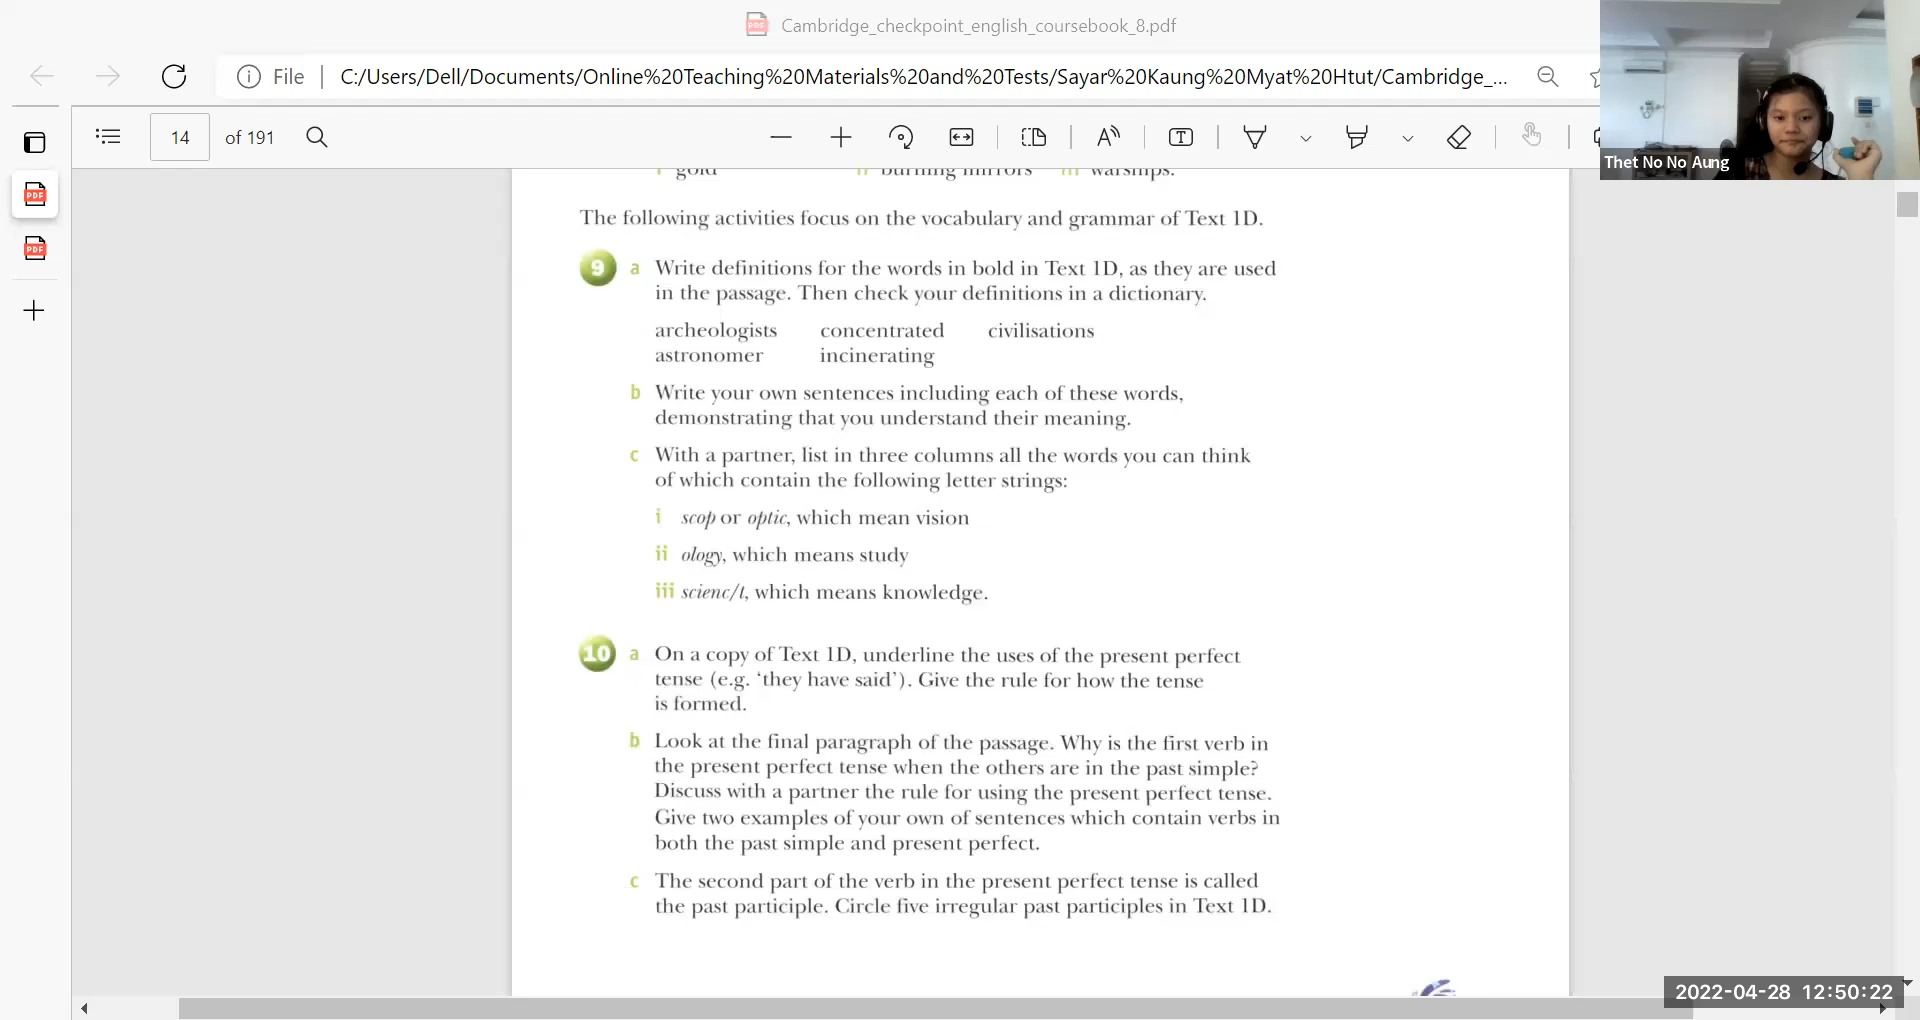 Cambridge_checkpoint_english_coursebook_8.pdf
File
C:/Users/Dell/Documents/Online%20Teaching%20Materials%20and%20Tests/Sayar%20Kaung%20Myat%20Htut/Cambridge_...
14 of 191
Thet No No Aung
i gold ii burning mirrors iii warships.
The following activities focus on the vocabulary and grammar of Text 1D.
9 a Write definitions for the words in bold in Text 1D, as they are used
in the passage. Then check your definitions in a dictionary.
archeologists concentrated civilisations
astronomer incinerating
b Write your own sentences including each of these words,
demonstrating that you understand their meaning.
c With a partner, list in three columns all the words you can think
of which contain the following letter strings:
i scop or optic, which mean vision
ii ology, which means study
iii scienc/t, which means knowledge.
10 a On a copy of Text 1D, underline the uses of the present perfect
tense (e.g. ‘they have said’). Give the rule for how the tense
is formed.
b Look at the final paragraph of the passage. Why is the first verb in
the present perfect tense when the others are in the past simple?
Discuss with a partner the rule for using the present perfect tense.
Give two examples of your own of sentences which contain verbs in
both the past simple and present perfect.
c The second part of the verb in the present perfect tense is called
the past participle. Circle five irregular past participles in Text 1D.
2022-04-28 12:50:22